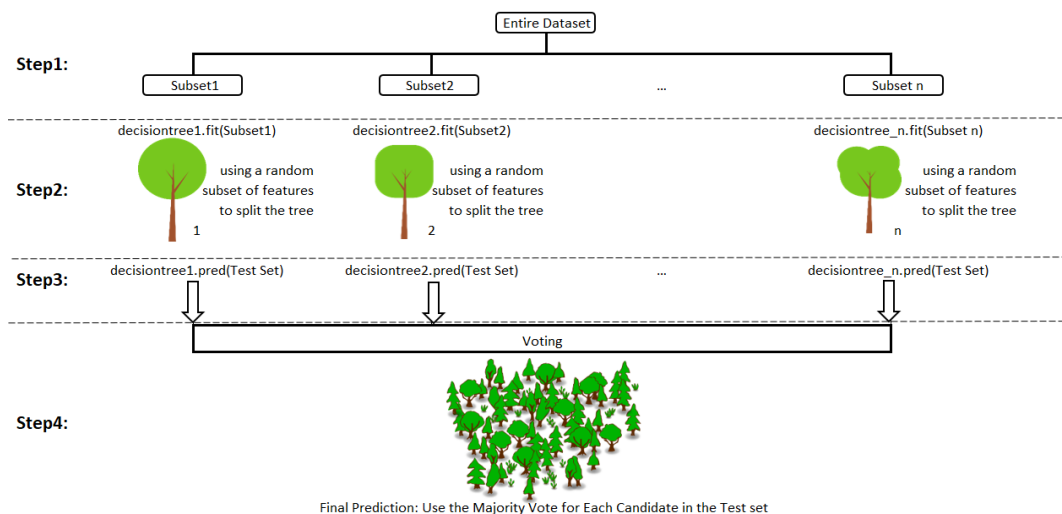 Entire Dataset
Step1:
Subset1
Subset2
...
Subset n
decisiontree1.fit(Subset1)
decisiontree2.fit(Subset2)
decisiontree_n.fit(Subset n)
Step2:
using a random
subset of features
to split the tree
1
using a random
subset of features
to split the tree
2
using a random
subset of features
to split the tree
n
Step3:
decisiontree1.pred(Test Set)
decisiontree2.pred(Test Set)
...
decisiontree_n.pred(Test Set)
Voting
Step4:
Final Prediction: Use the Majority Vote for Each Candidate in the Test set